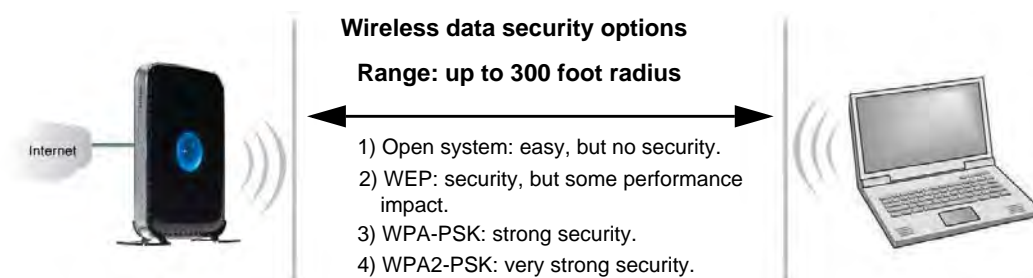 Wireless data security options
Range: up to 300 foot radius
Internet
1) Open system: easy, but no security.
2) WEP: security, but some performance
impact.
3) WPA-PSK: strong security.
4) WPA2-PSK: very strong security.